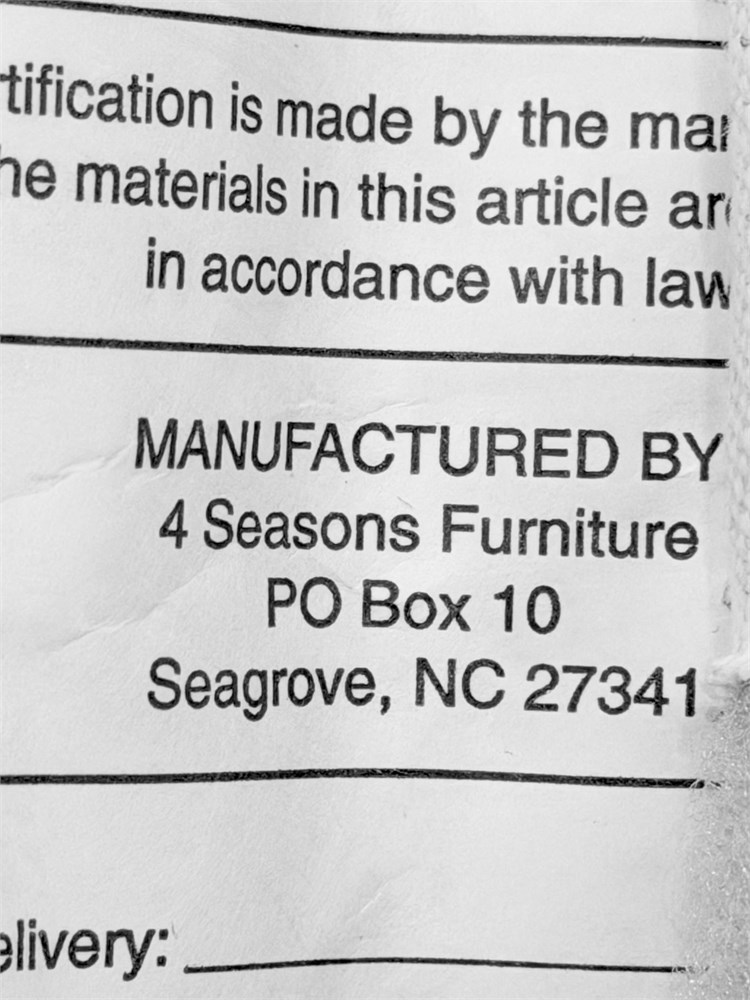 tification is made by the ma
he materials in this article ar
in accordance with law
MANUFACTURED BY
4 Seasons Furniture
PO Box 10
Seagrove, NC 27341
elivery: